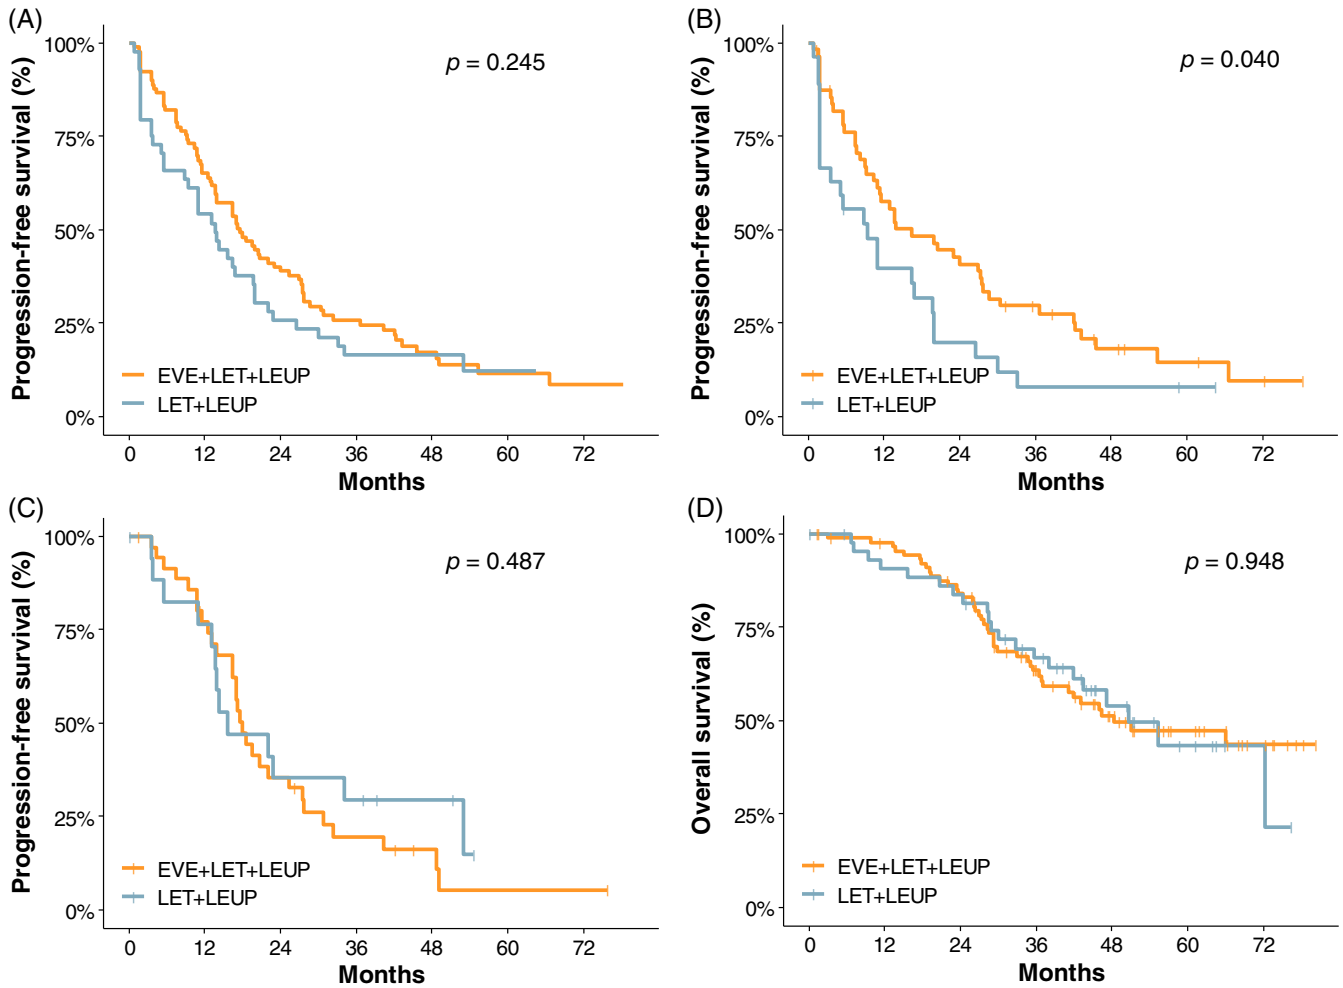 (A)
Progression-free survival (%)
100%
75%
50%
25%
0%
p = 0.245
EVE+LET+LEUP
LET+LEUP
0 12 24 36 48 60 72
Months
(B)
Progression-free survival (%)
100%
75%
50%
25%
0%
p = 0.040
EVE+LET+LEUP
LET+LEUP
0 12 24 36 48 60 72
Months
(C)
Progression-free survival (%)
100%
75%
50%
25%
0%
p = 0.487
EVE+LET+LEUP
LET+LEUP
0 12 24 36 48 60 72
Months
(D)
Overall survival (%)
100%
75%
50%
25%
0%
p = 0.948
EVE+LET+LEUP
LET+LEUP
0 12 24 36 48 60 72
Months